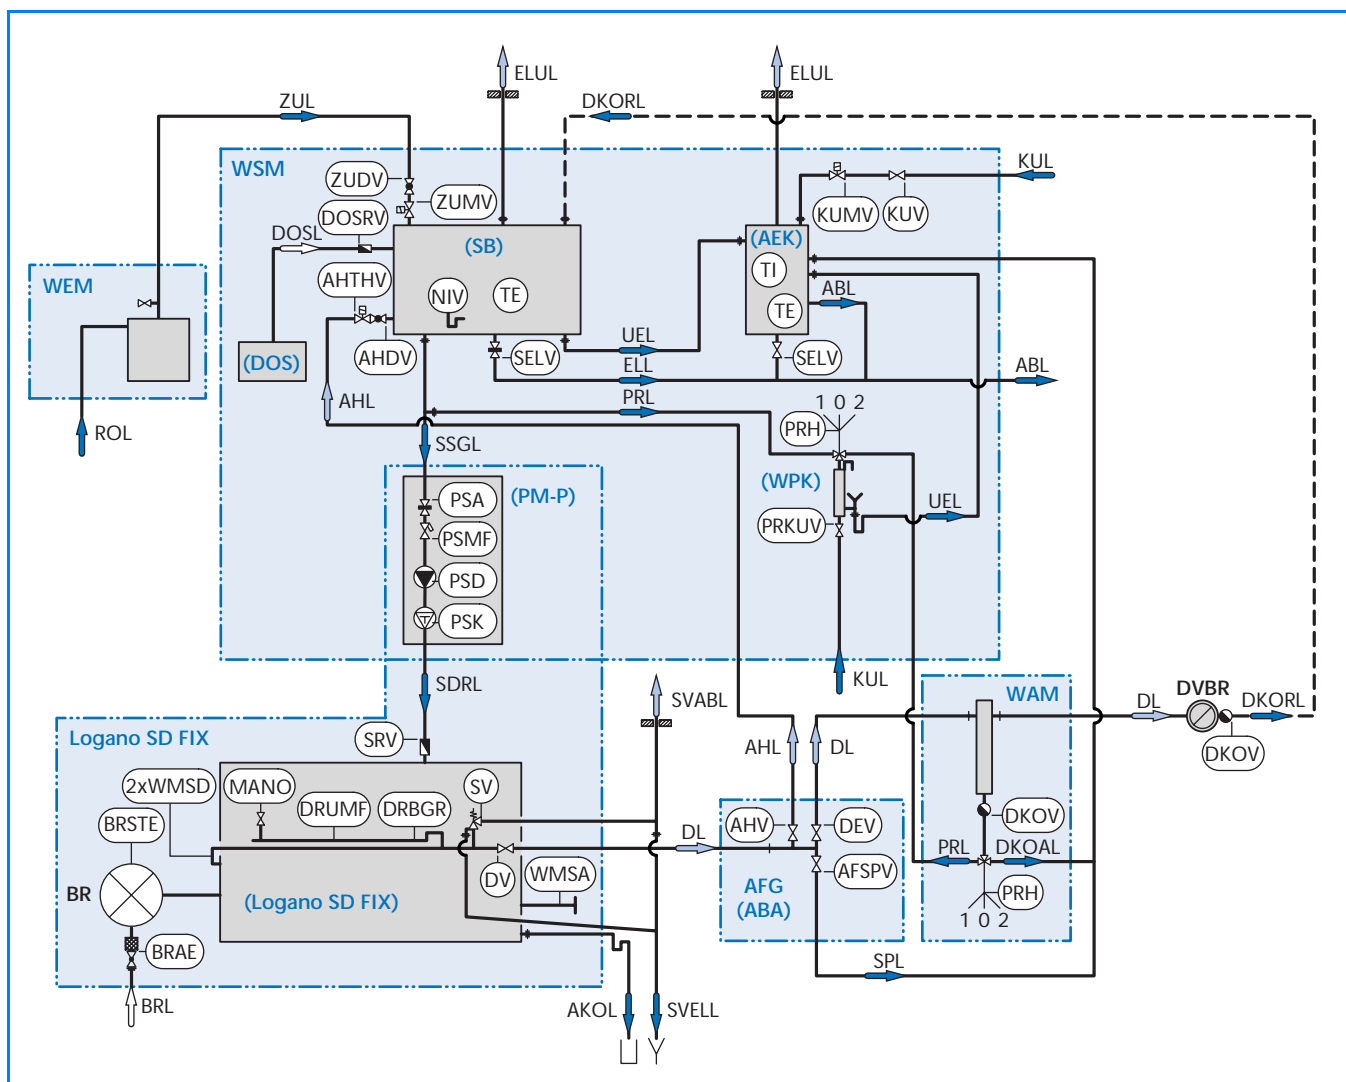 ELUL
ELUL
ZUL
DKORL
WSM
KUL
ZUDV
ZUMV
DOSRV
KUMV
KUV
DOSL
(SB)
(AEK)
WEM
AHTHV
NIV
TE
TI
TE
ABL
(DOS)
AHDV
SELV
UEL
SELV
ELL
ABL
AHL
PRL
1 0 2
ROL
SSGL
PRH
(PM-P)
(WPK)
PSA
UEL
PSMF
PRKUV
PSD
PSK
KUL
WAM
SDRL
SVABL
DL
DVBR
DKORL
Logano SD FIX
SRV
AHL
DL
DKOV
2xWMSD
MANO
SV
BRSTE
DRUMF
DRBGR
DL
AHV
DEV
DKOV
PRL
DKOAL
DV
WMSA
AFSPV
BR
(Logano SD FIX)
AFG
(ABA)
PRH
1 0 2
BRAE
SPL
BRL
AKOL
SVELL